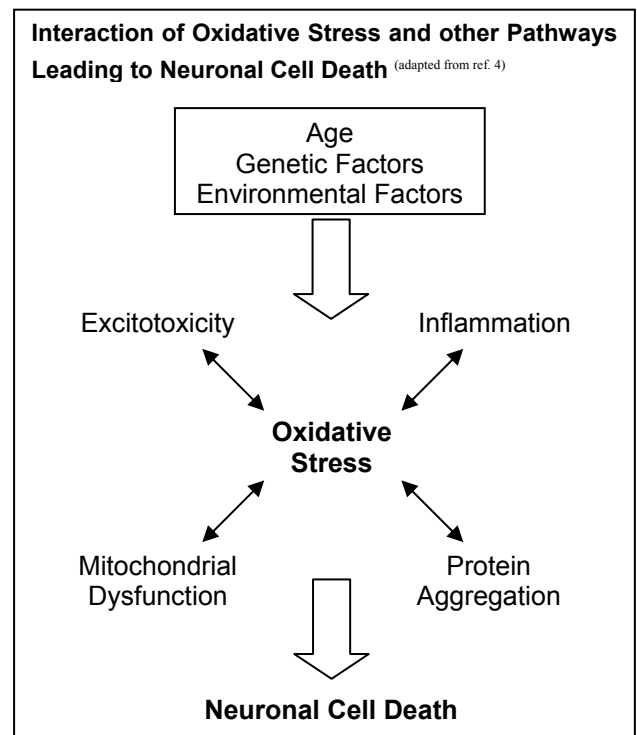 Interaction of Oxidative Stress and other Pathways
Leading to Neuronal Cell Death (adapted from ref. 4)
Age
Genetic Factors
Environmental Factors
Excitotoxicity
Inflammation
Oxidative
Stress
Mitochondrial
Dysfunction
Protein
Aggregation
Neuronal Cell Death